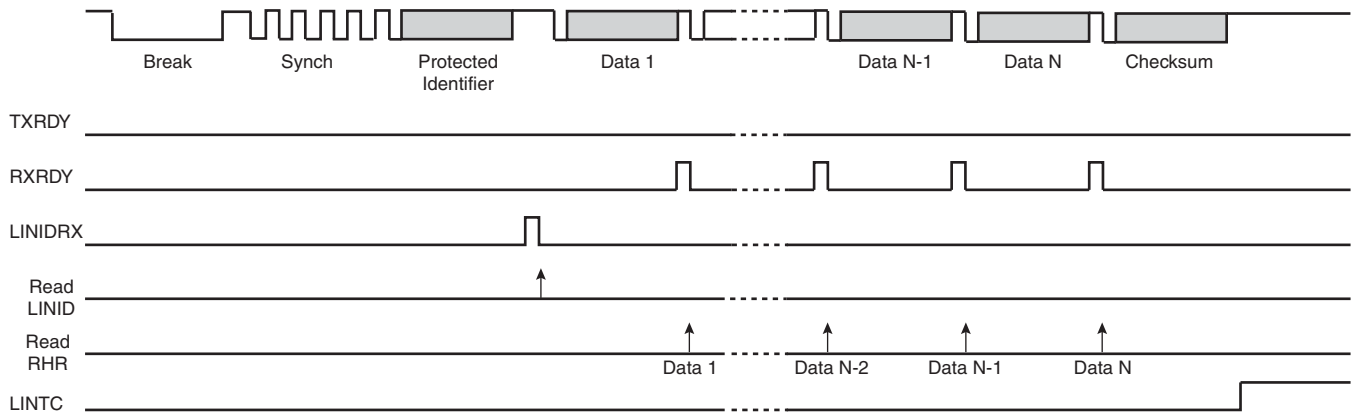 Break Synch Protected Data 1 Data N-1 Data N Checksum
Identifier
TXRDY
RXRDY
LINIDRX
Read
LINID
Read
RHR
Data 1 Data N-2 Data N-1 Data N
LINTC